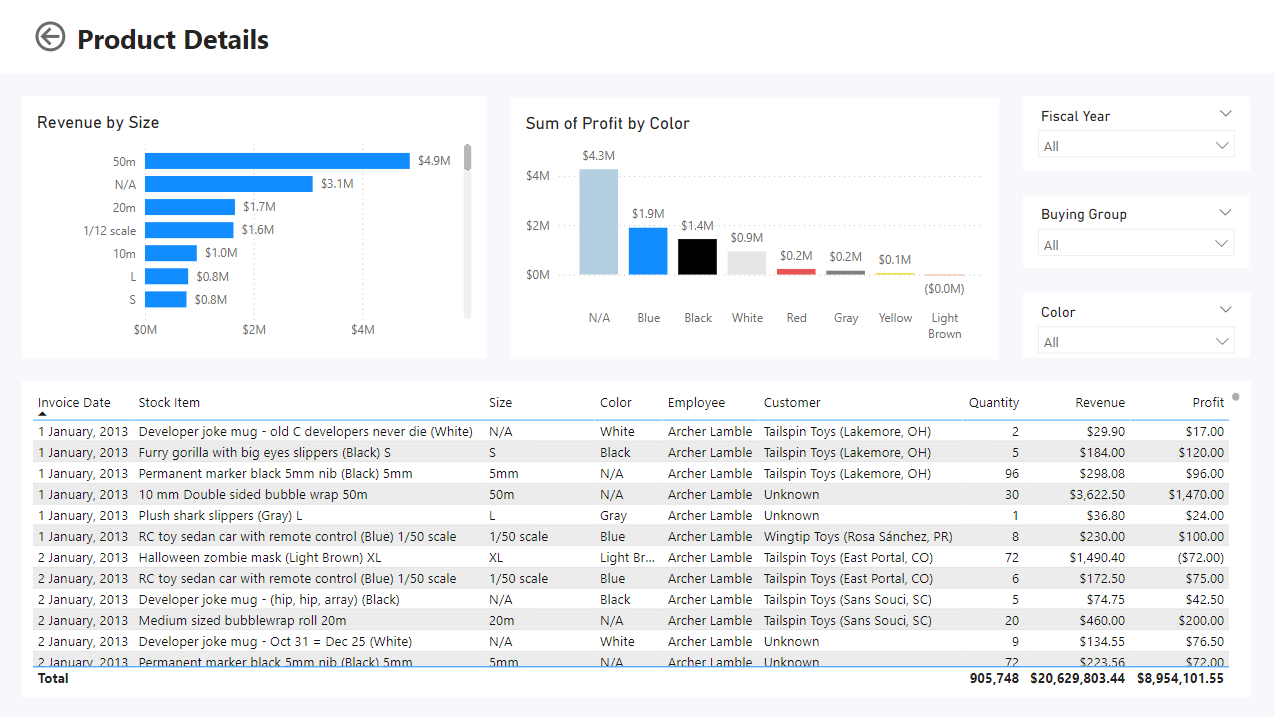 Product Details
Revenue by Size
50m $4.9M
N/A $3.1M
20m $1.7M
1/12 scale $1.6M
10m $1.0M
L $0.8M
S $0.8M
$0M $2M $4M
Sum of Profit by Color
$4M
$2M
$0M
$4.3M $1.9M $1.4M $0.9M $0.2M $0.2M $0.1M ($0.0M)
N/A Blue Black White Red Gray Yellow Light
Brown
Fiscal Year
All
Buying Group
All
Color
All
Invoice Date Stock Item Size Color Employee Customer Quantity Revenue Profit
1 January, 2013 Developer joke mug - old C developers never die (White) N/A White Archer Lamble Tailspin Toys (Lakemore, OH) 2 $29.90 $17.00
1 January, 2013 Furry gorilla with big eyes slippers (Black) S S Black Archer Lamble Tailspin Toys (Lakemore, OH) 5 $184.00 $120.00
1 January, 2013 Permanent marker black 5mm nib (Black) 5mm 5mm N/A Archer Lamble Tailspin Toys (Lakemore, OH) 96 $298.08 $96.00
1 January, 2013 10 mm Double sided bubble wrap 50m 50m N/A Archer Lamble Unknown 30 $3,622.50 $1,470.00
1 January, 2013 Plush shark slippers (Gray) L L Gray Archer Lamble Unknown 1 $36.80 $24.00
1 January, 2013 RC toy sedan car with remote control (Blue) 1/50 scale 1/50 scale Blue Archer Lamble Wingtip Toys (Rosa Sánchez, PR) 8 $230.00 $100.00
2 January, 2013 Halloween zombie mask (Light Brown) XL XL Light Br... Archer Lamble Tailspin Toys (East Portal, CO) 72 $1,490.40 ($72.00)
2 January, 2013 RC toy sedan car with remote control (Blue) 1/50 scale 1/50 scale Blue Archer Lamble Tailspin Toys (East Portal, CO) 6 $172.50 $75.00
2 January, 2013 Developer joke mug - (hip, hip, array) (Black) N/A Black Archer Lamble Tailspin Toys (Sans Souci, SC) 5 $74.75 $42.50
2 January, 2013 Medium sized bubblewrap roll 20m 20m N/A Archer Lamble Tailspin Toys (Sans Souci, SC) 20 $460.00 $200.00
2 January, 2013 Developer joke mug - Oct 31 = Dec 25 (White) N/A White Archer Lamble Unknown 9 $134.55 $76.50
2 January, 2013 Permanent marker black 5mm nib (Black) 5mm 5mm N/A Archer Lamble Unknown 72 $223.56 $72.00
Total 905,748 $20,629,803.44 $8,954,101.55